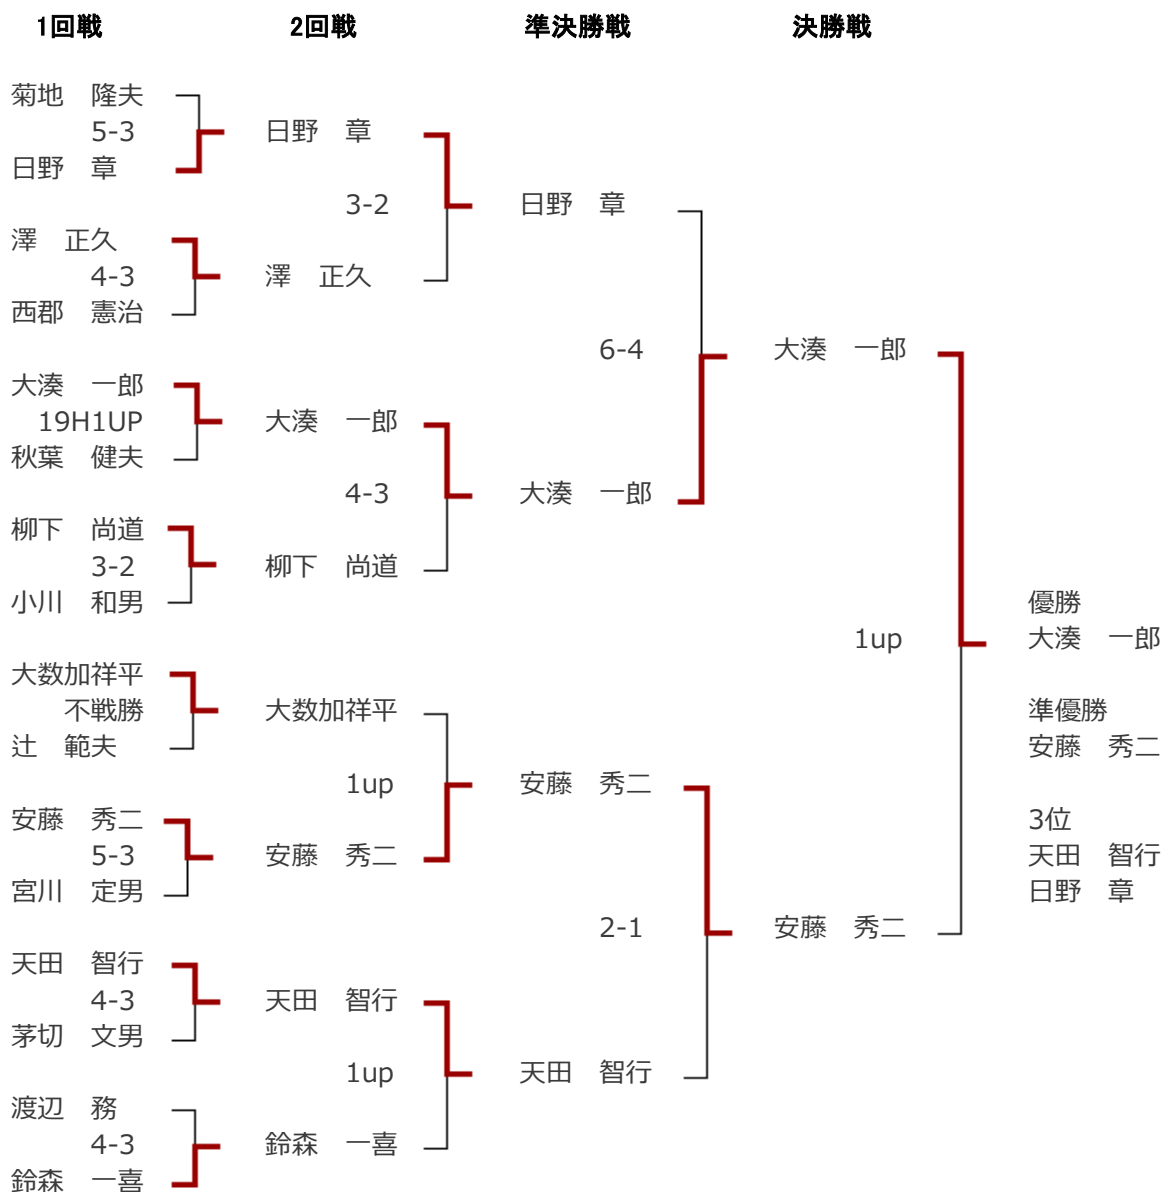 1回戦　2回戦　準決勝戦　決勝戦
菊地　隆夫
5-3
日野　章
澤　正久
4-3
西郡　憲治
大湊　一郎
19H1UP
秋葉　健夫
柳下　尚道
3-2
小川　和男
大数加祥平
不戦勝
辻　範夫
安藤　秀二
5-3
宮川　定男
天田　智行
4-3
茅切　文男
渡辺　務
4-3
鈴森　一喜
日野　章
3-2
澤　正久
大湊　一郎
4-3
柳下　尚道
大数加祥平
1up
安藤　秀二
天田　智行
1up
鈴森　一喜
日野　章
6-4
大湊　一郎
安藤　秀二
2-1
天田　智行
大湊　一郎
1up
安藤　秀二
優勝
大湊　一郎
準優勝
安藤　秀二
3位
天田　智行
日野　章